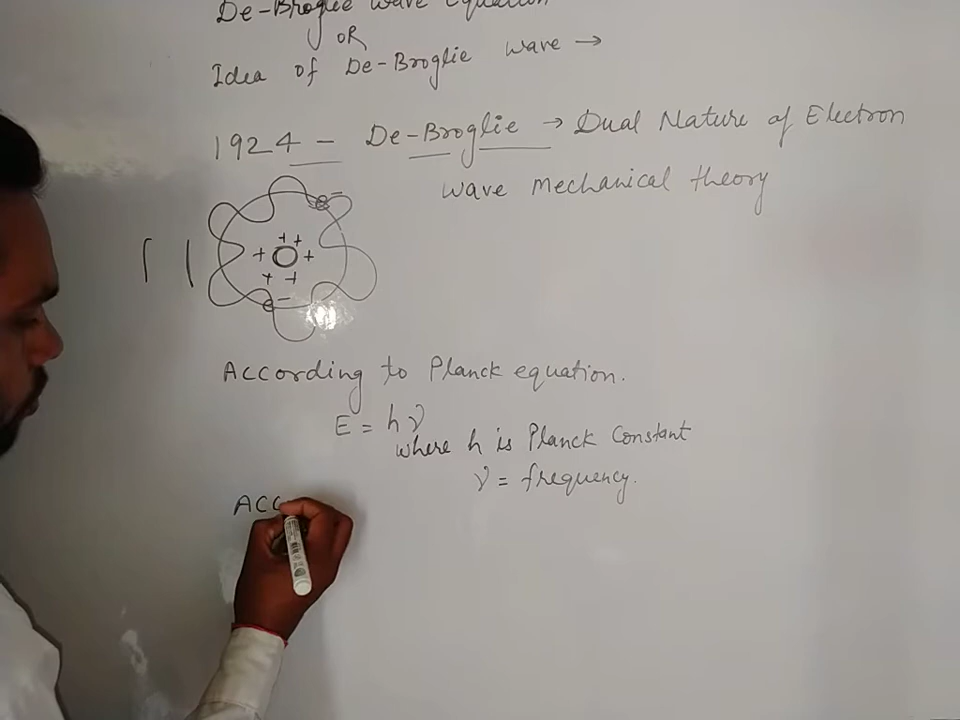 De-Broglie wave Equation
OR
Idea of De-Broglie wave →
1924 - De-Broglie → Dual Nature of Electron
wave mechanical theory
e -
+ + + + + +
e -
According to Planck equation.
E = hν
where h is Planck Constant
ν = frequency.
ACC